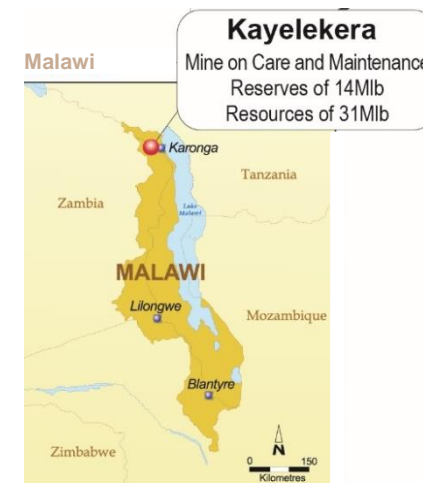 Malawi
Kayelekera
Mine on Care and Maintenance
Reserves of 14Mlb
Resources of 31Mlb
Karonga
Tanzania
Zambia
Lake
Malawi
MALAWI
Lilongwe
Mozambique
Blantyre
Zimbabwe
N
0 150
Kilometres